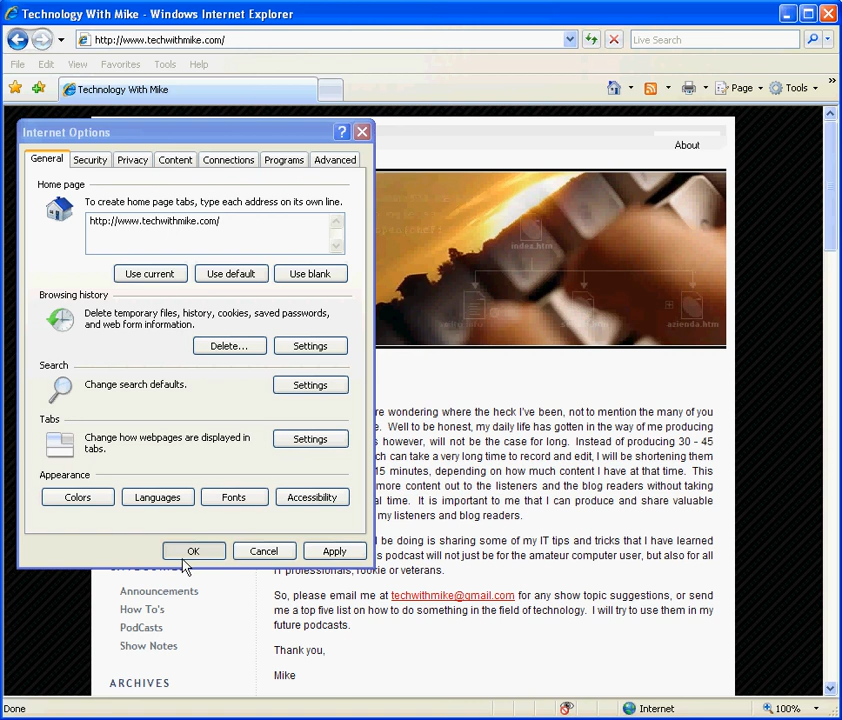 Technology With Mike - Windows Internet Explorer
http://www.techwithmike.com/
Live Search
File Edit View Favorites Tools Help
Technology With Mike
Page Tools
Internet Options
General Security Privacy Content Connections Programs Advanced
Home page
To create home page tabs, type each address on its own line.
http://www.techwithmike.com/
Use current Use default Use blank
Browsing history
Delete temporary files, history, cookies, saved passwords,
and web form information.
Delete... Settings
Search
Change search defaults.
Settings
Tabs
Change how webpages are displayed in
tabs.
Settings
Appearance
Colors Languages Fonts Accessibility
OK Cancel Apply
About
index.htm
azienda.htm
re wondering where the heck I've been, not to mention the many of you
e. Well to be honest, my daily life has gotten in the way of me producing
however, will not be the case for long. Instead of producing 30 - 45
ch can take a very long time to record and edit, I will be shortening them
15 minutes, depending on how much content I have at that time. This
more content out to the listeners and the blog readers without taking
al time. It is important to me that I can produce and share valuable
my listeners and blog readers.
be doing is sharing some of my IT tips and tricks that I have learned
s podcast will not just be for the amateur computer user, but also for all
IT professionals, rookie or veterans.
So, please email me at techwithmike@gmail.com for any show topic suggestions, or send
me a top five list on how to do something in the field of technology. I will try to use them in my
future podcasts.
Thank you,
Mike
Announcements
How To's
PodCasts
Show Notes
ARCHIVES
Done
Internet
100%